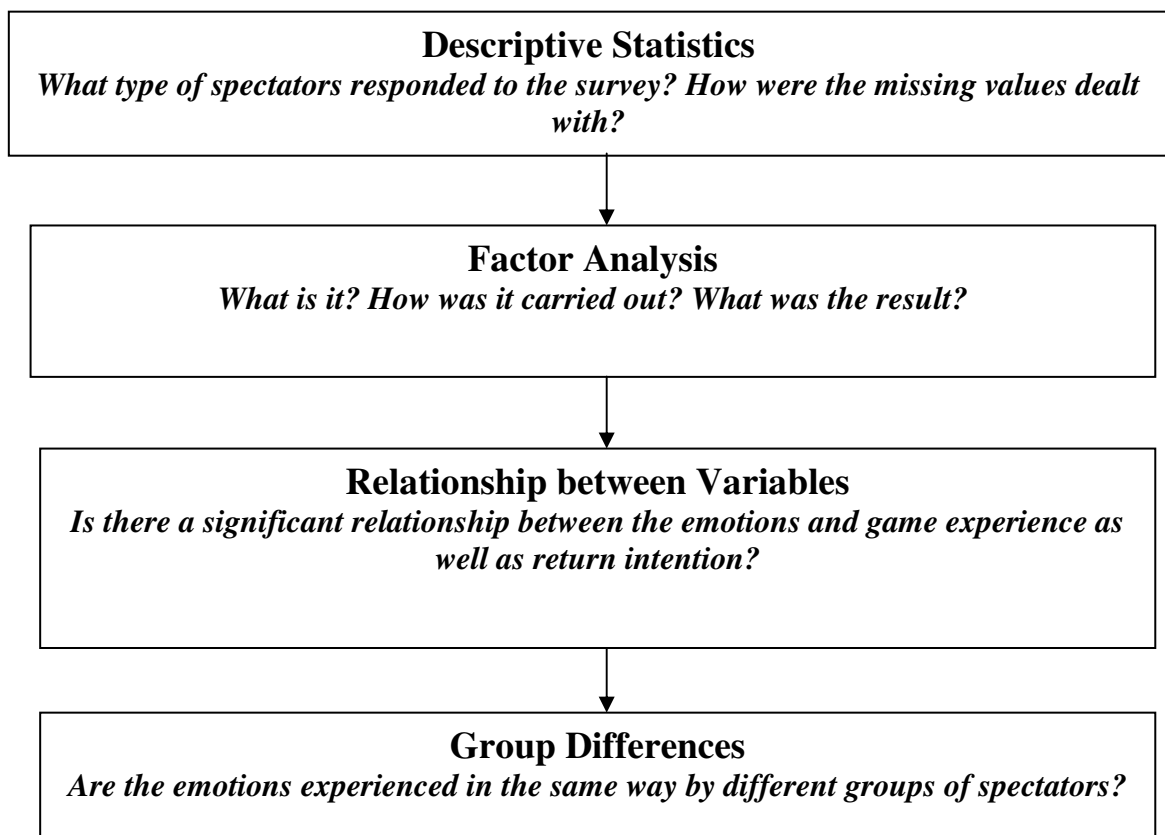 Descriptive Statistics
What type of spectators responded to the survey? How were the missing values dealt
with?
Factor Analysis
What is it? How was it carried out? What was the result?
Relationship between Variables
Is there a significant relationship between the emotions and game experience as
well as return intention?
Group Differences
Are the emotions experienced in the same way by different groups of spectators?